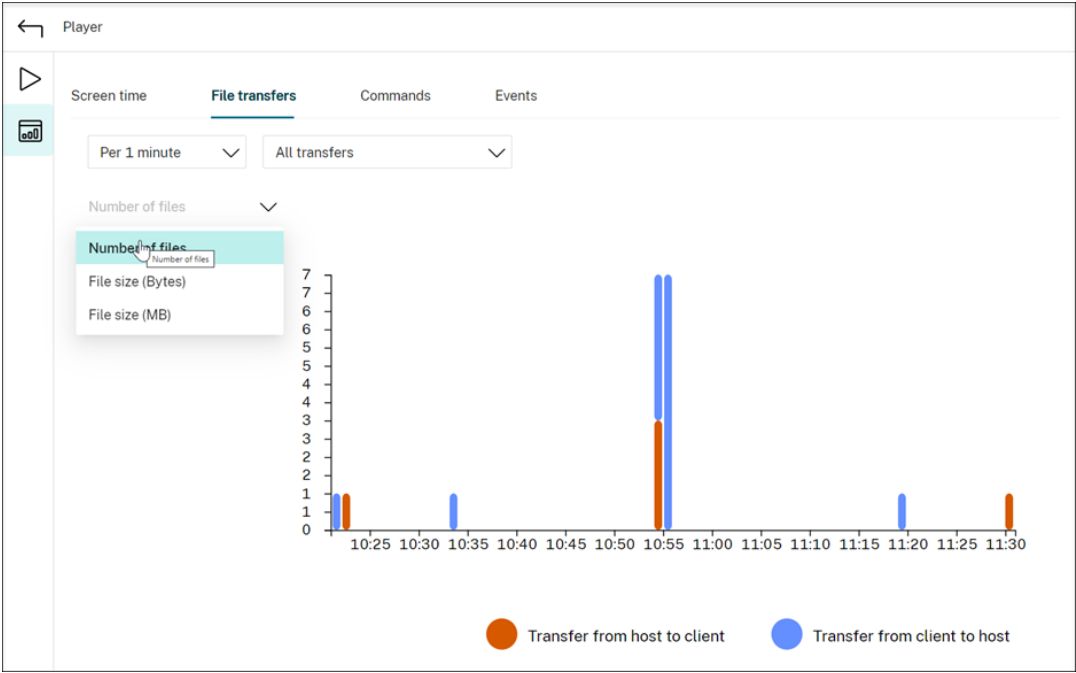 Player
Screen time File transfers Commands Events
Per 1 minute All transfers
Number of files
Number of files
Number of files
File size (Bytes)
File size (MB)
7
7
6
6
5
5
4
4
3
3
2
2
1
1
0
10:25 10:30 10:35 10:40 10:45 10:50 10:55 11:00 11:05 11:10 11:15 11:20 11:25 11:30
Transfer from host to client Transfer from client to host